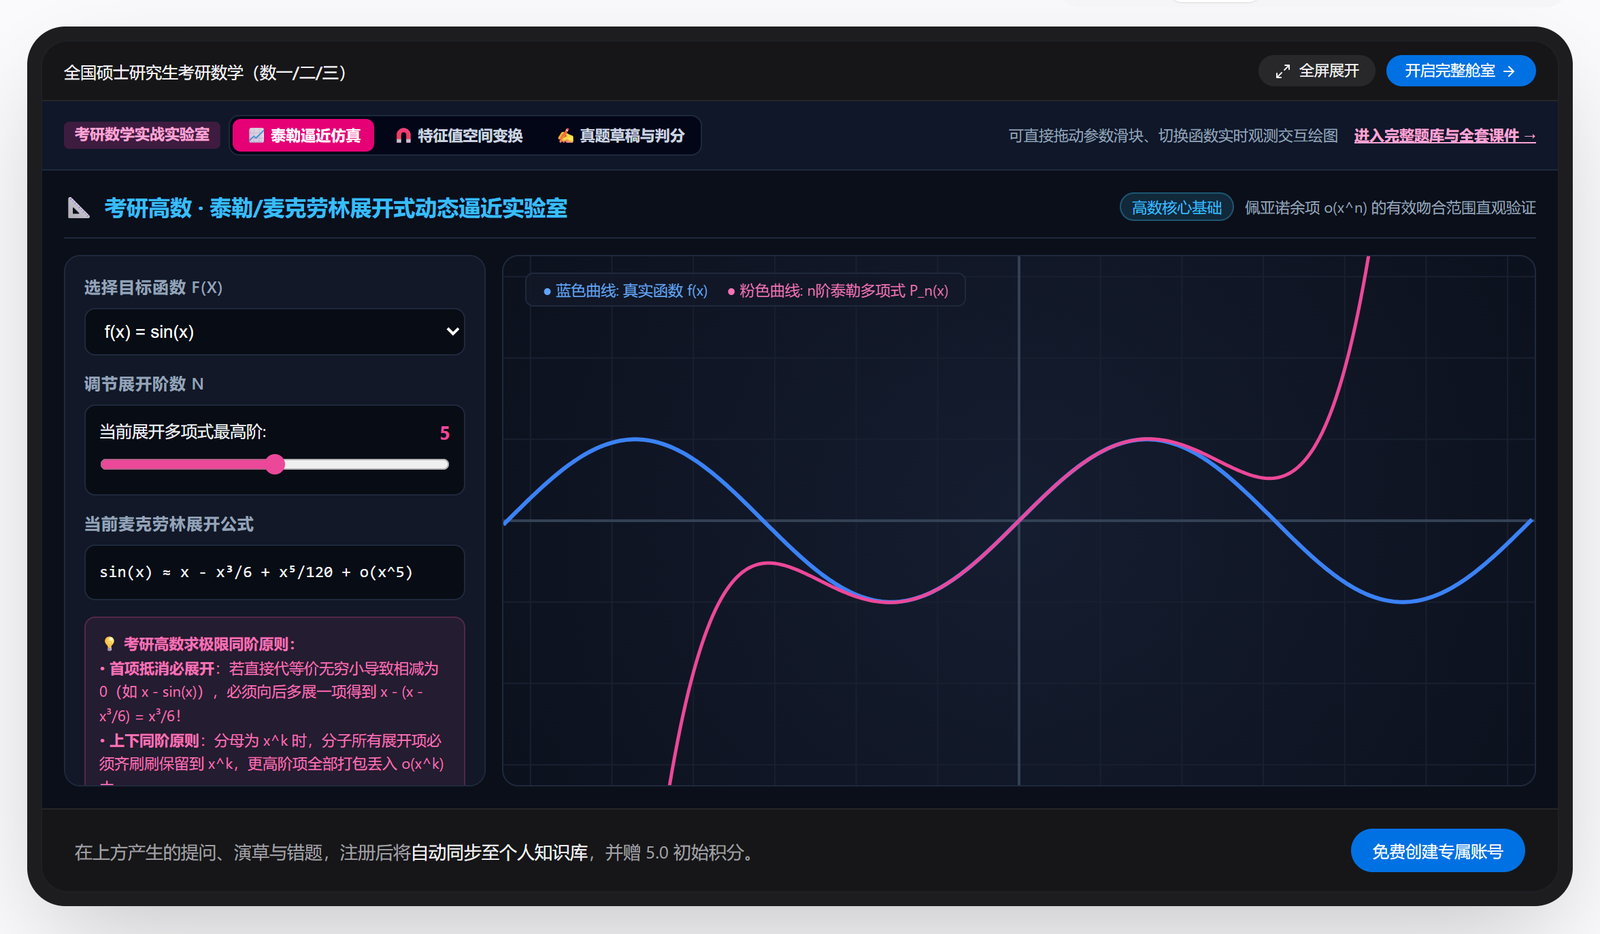 全国硕士研究生考研数学（数一/二/三）
全屏展开
开启完整舱室 →
考研数学实战实验室
泰勒逼近仿真
特征值空间变换
真题草稿与判分
可直接拖动参数滑块、切换函数实时观测交互绘图
进入完整题库与全套课件 →
考研高数 · 泰勒/麦克劳林展开式动态逼近实验室
高数核心基础
佩亚诺余项 o(x^n) 的有效吻合范围直观验证
选择目标函数 F(X)
f(x) = sin(x)
调节展开阶数 N
当前展开多项式最高阶:
5
当前麦克劳林展开公式
sin(x) ≈ x - x³/6 + x⁵/120 + o(x^5)
考研高数求极限同阶原则：
• 首项抵消必展开：若直接代等价无穷小导致相减为
0（如 x - sin(x)），必须向后多展一项得到 x - (x -
x³/6) = x³/6！
• 上下同阶原则：分母为 x^k 时，分子所有展开项必
须齐刷刷保留到 x^k，更高阶项全部打包丢入 o(x^k)
● 蓝色曲线: 真实函数 f(x)
● 粉色曲线: n阶泰勒多项式 P_n(x)
在上方产生的提问、演草与错题，注册后将自动同步至个人知识库，并赠 5.0 初始积分。
免费创建专属账号